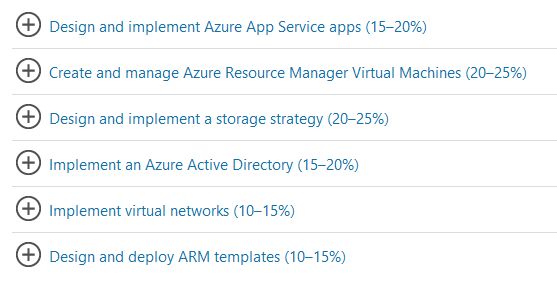 Design and implement Azure App Service apps (15–20%)
Create and manage Azure Resource Manager Virtual Machines (20–25%)
Design and implement a storage strategy (20–25%)
Implement an Azure Active Directory (15–20%)
Implement virtual networks (10–15%)
Design and deploy ARM templates (10–15%)